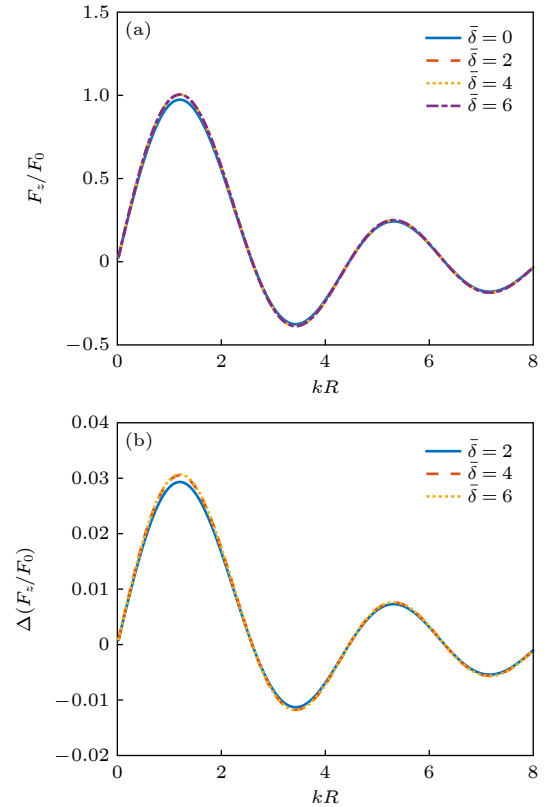 (a)
1.5
1.0
0.5
0
−0.5
F_z/F_0
δ̄ = 0
δ̄ = 2
δ̄ = 4
δ̄ = 6
0 2 4 6 8
kR
(b)
0.04
0.03
0.02
0.01
0
−0.01
−0.02
Δ(F_z/F_0)
δ̄ = 2
δ̄ = 4
δ̄ = 6
0 2 4 6 8
kR